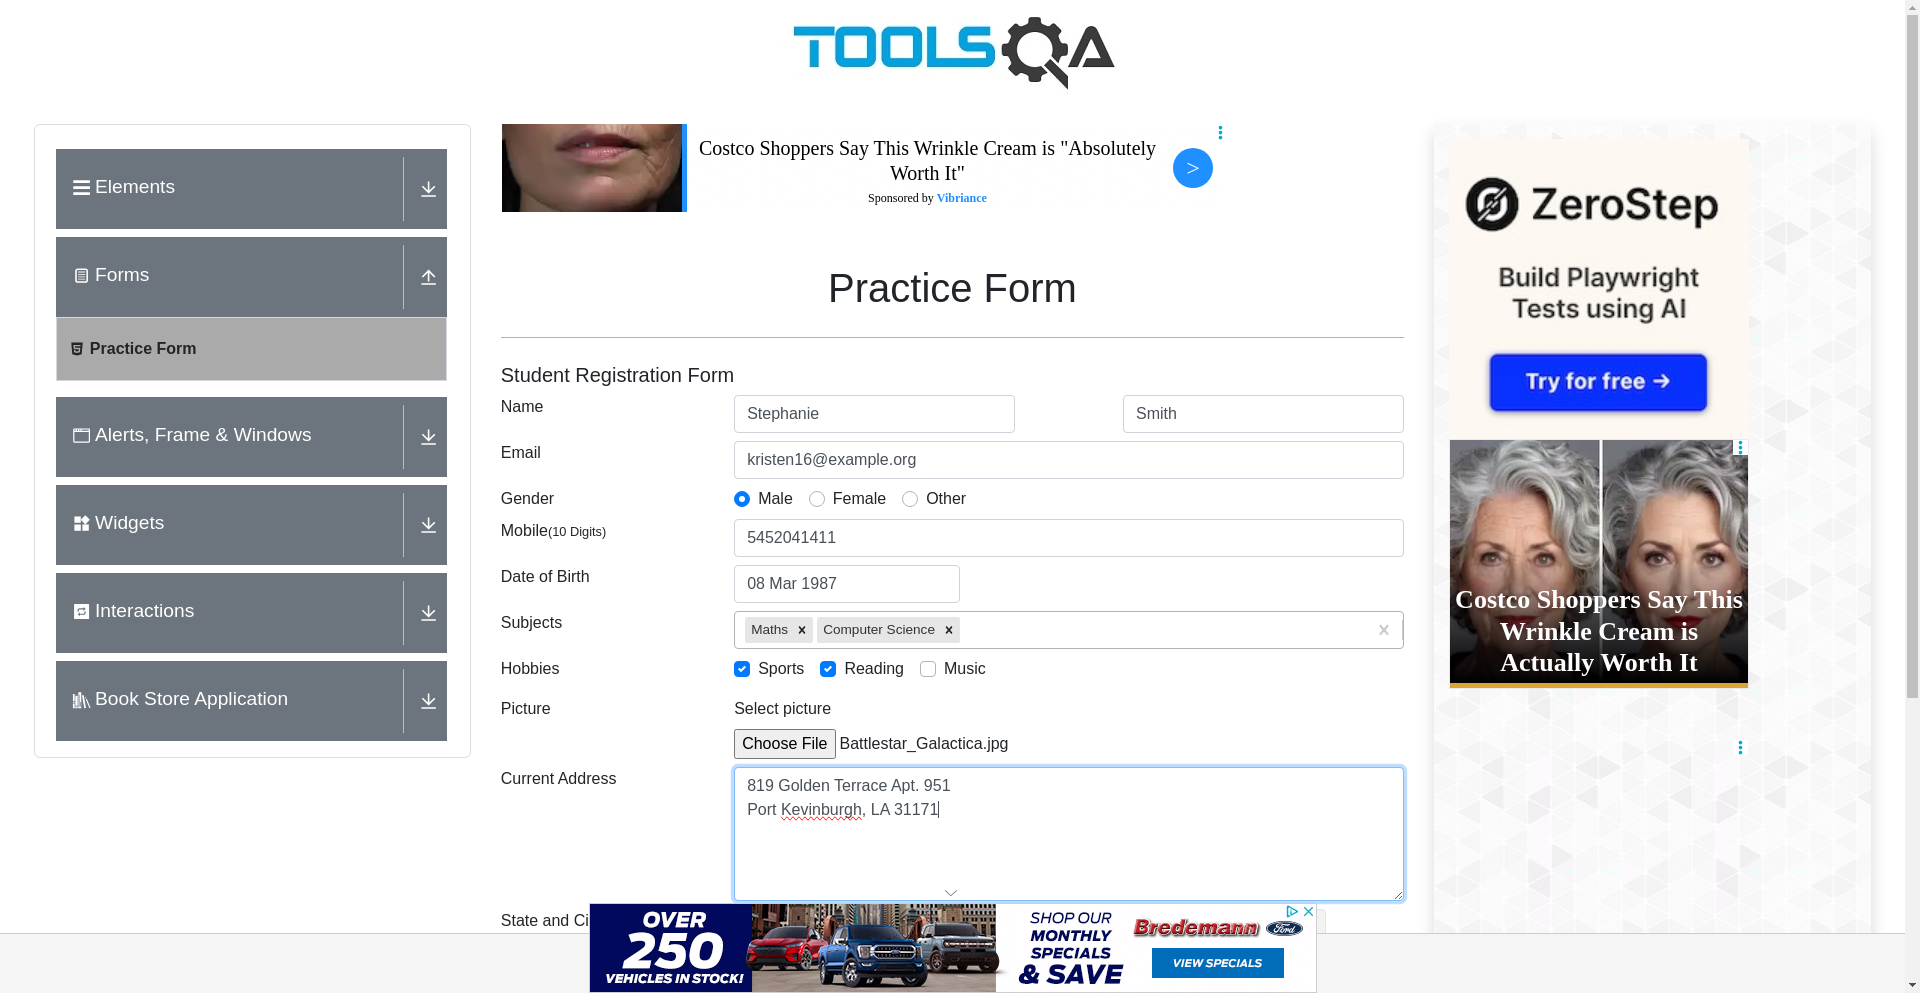 TOOLSQA
Elements
Forms
Practice Form
Alerts, Frame & Windows
Widgets
Interactions
Book Store Application
Costco Shoppers Say This Wrinkle Cream is "Absolutely
Worth It"
Sponsored by Vibriance
>
Practice Form
Student Registration Form
Name
Stephanie
Smith
Email
kristen16@example.org
Gender
Male
Female
Other
Mobile(10 Digits)
5452041411
Date of Birth
08 Mar 1987
Subjects
Maths
Computer Science
Hobbies
Sports
Reading
Music
Picture
Select picture
Choose File Battlestar_Galactica.jpg
Current Address
819 Golden Terrace Apt. 951
Port Kevinburgh, LA 31171
State and Ci
ZeroStep
Build Playwright
Tests using AI
Try for free →
Costco Shoppers Say This
Wrinkle Cream is
Actually Worth It
OVER
250
VEHICLES IN STOCK!
SHOP OUR
MONTHLY
SPECIALS
& SAVE
Bredemann
Ford
VIEW SPECIALS